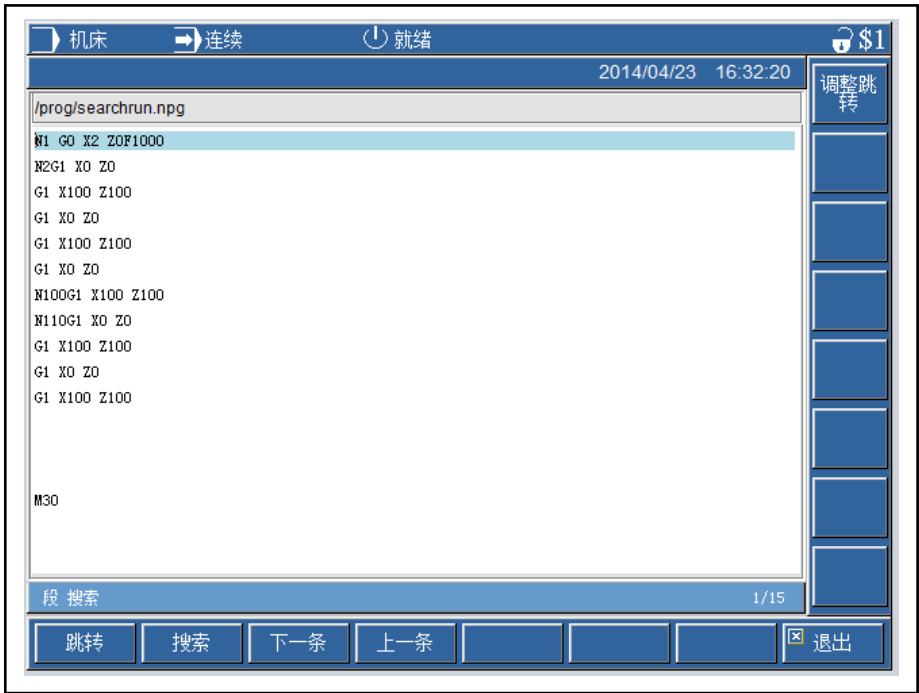 机床 连续 就绪 $1
2014/04/23 16:32:20
调整跳转
/prog/searchrun.npg
N1 G0 X2 Z0F1000
N2G1 X0 Z0
G1 X100 Z100
G1 X0 Z0
G1 X100 Z100
G1 X0 Z0
N100G1 X100 Z100
N110G1 X0 Z0
G1 X100 Z100
G1 X0 Z0
G1 X100 Z100
M30
段 搜索 1/15
跳转 搜索 下一条 上一条 退出